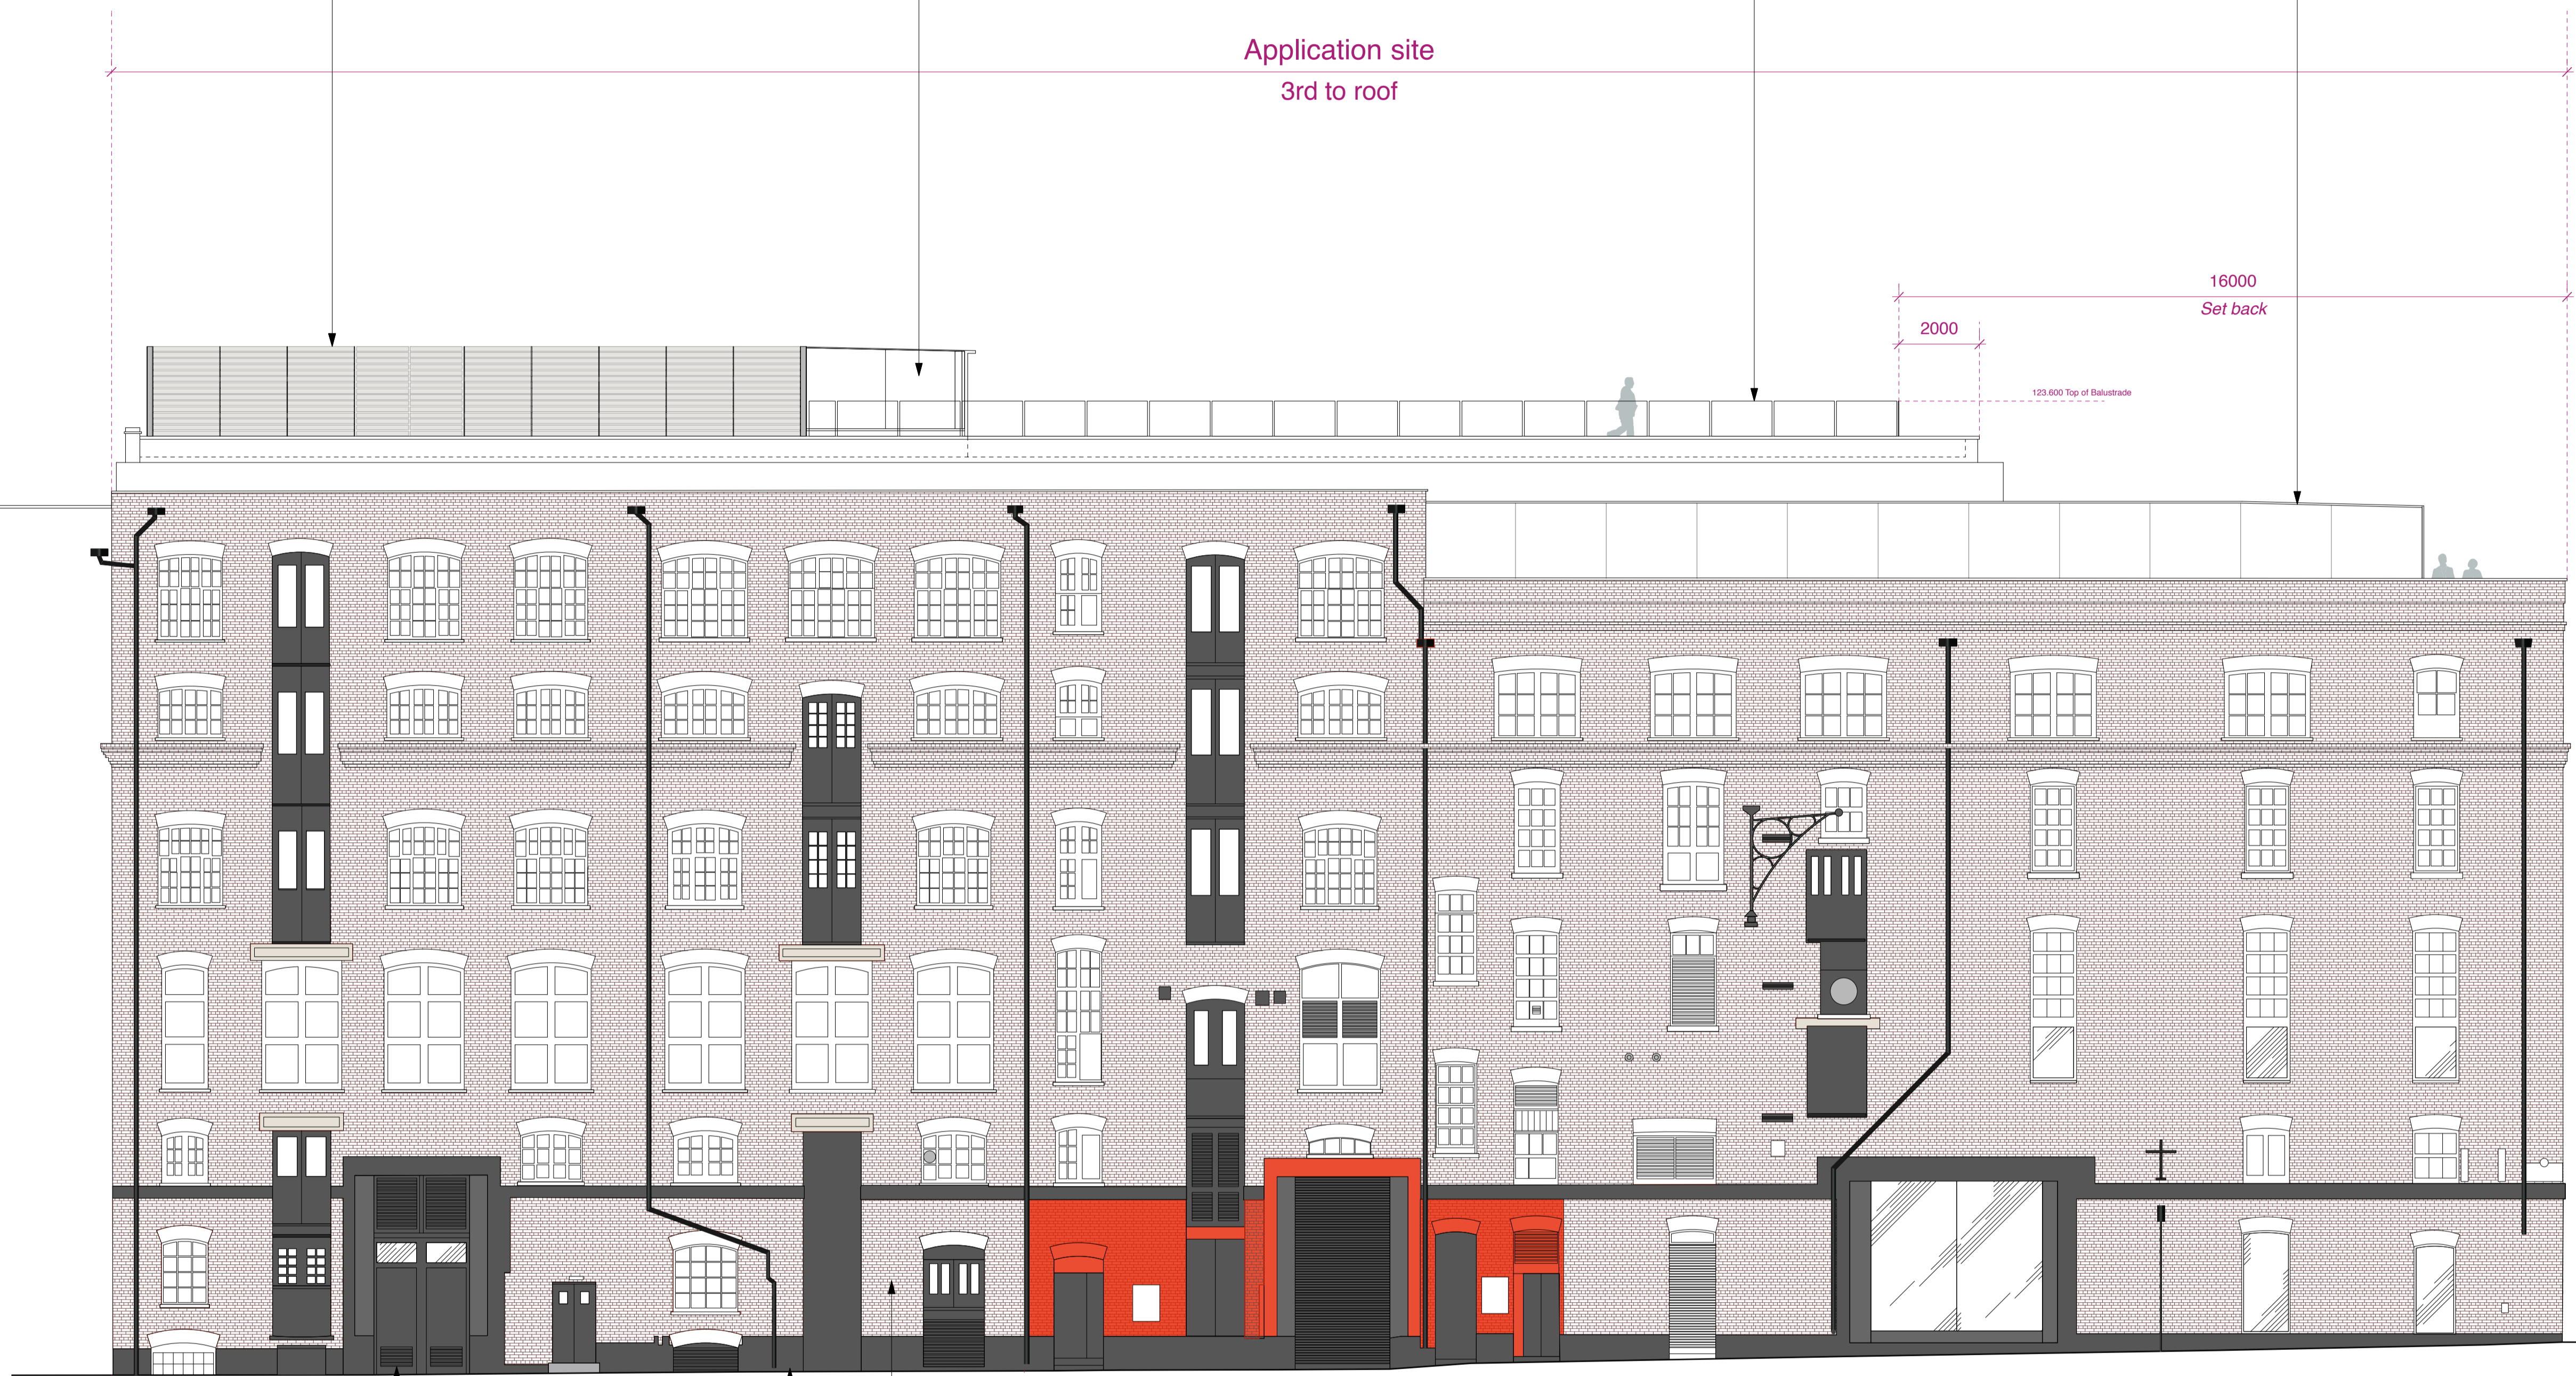 Application site
3rd to roof
16000
Set back
2000
123.600 Top of Balustrade